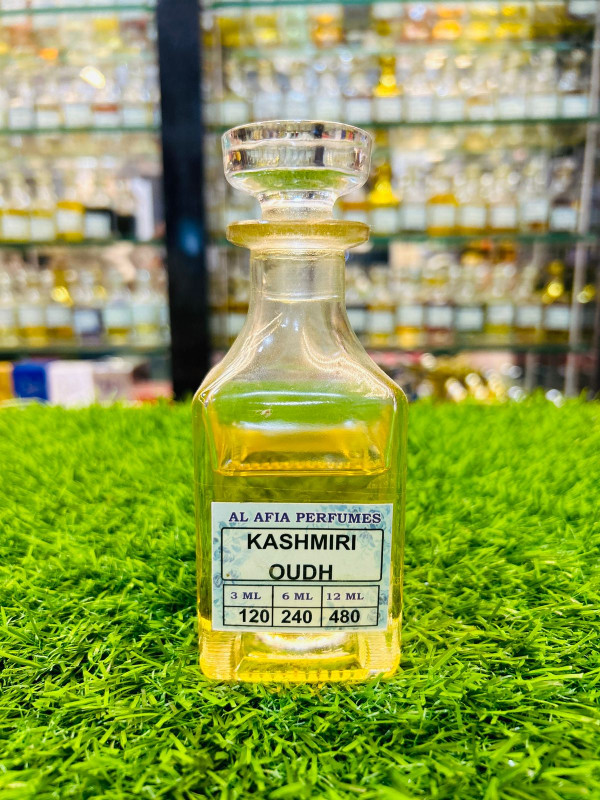 AL AFIA PERFUMES
KASHMIRI
OUDH
3 ML 6 ML 12 ML
120 240 480